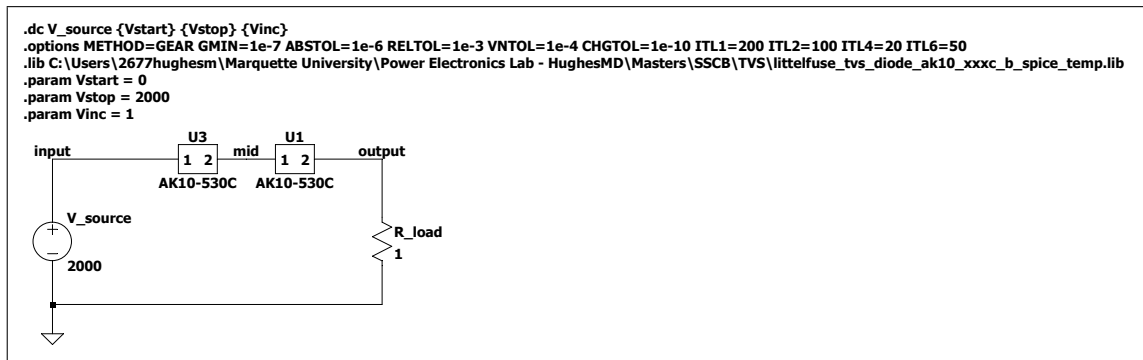 .dc V_source {Vstart} {Vstop} {Vinc}
.options METHOD=GEAR GMIN=1e-7 ABSTOL=1e-6 RELTOL=1e-3 VNTOL=1e-4 CHGTOL=1e-10 ITL1=200 ITL2=100 ITL4=20 ITL6=50
.lib C:\Users\2677hughesm\Marquette University\Power Electronics Lab - HughesMD\Masters\SSCB\TVS\littelfuse_tvs_diode_ak10_xxxc_b_spice_temp.lib
.param Vstart = 0
.param Vstop = 2000
.param Vinc = 1
U3 U1
input mid output
1 2 1 2
AK10-530C AK10-530C
V_source
R_load
1
2000